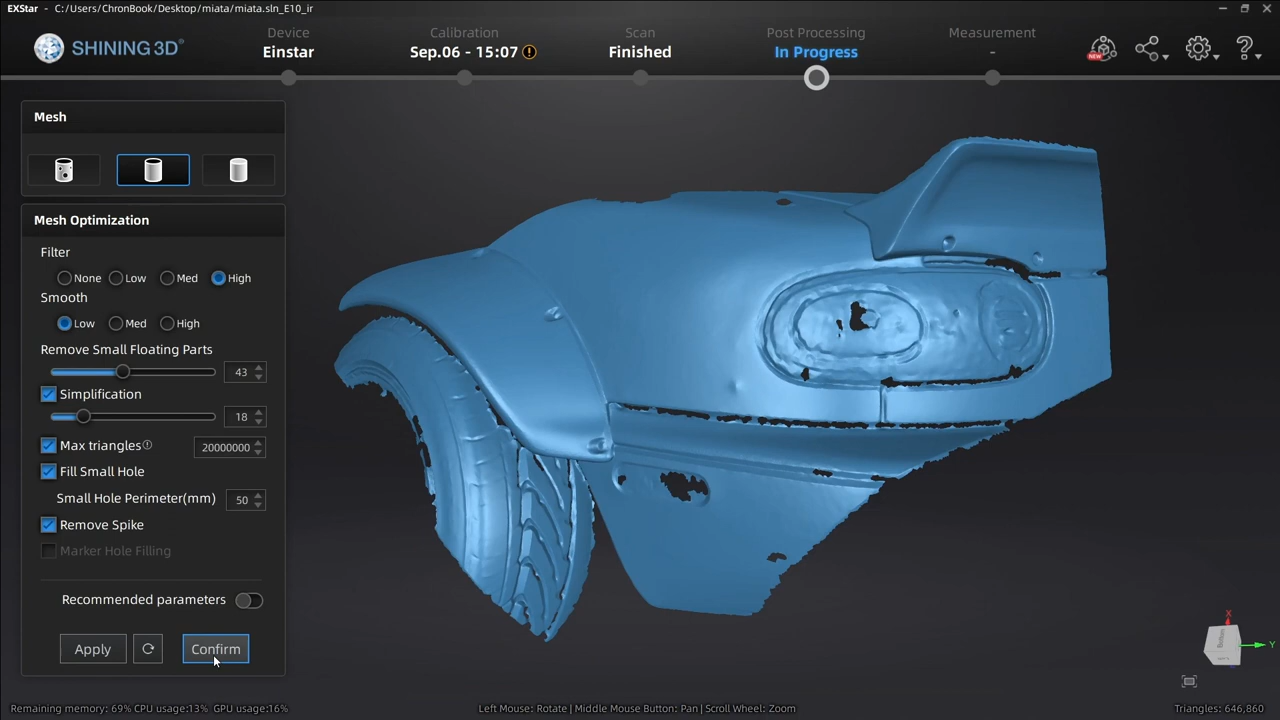 EXStar - C:/Users/ChronBook/Desktop/miata/miata.sln_E10_ir
SHINING 3D®
Device
Einstar
Calibration
Sep.06 - 15:07
Scan
Finished
Post Processing
In Progress
Measurement
-
NEW
Mesh
Mesh Optimization
Filter
None Low Med High
Smooth
Low Med High
Remove Small Floating Parts
43
Simplification
18
Max triangles 20000000
Fill Small Hole
Small Hole Perimeter(mm) 50
Remove Spike
Marker Hole Filling
Recommended parameters
Apply Confirm
X
Y
Remaining memory: 69% CPU usage:13% GPU usage:16%
Left Mouse: Rotate | Middle Mouse Button: Pan | Scroll Wheel: Zoom
Triangles: 646,860